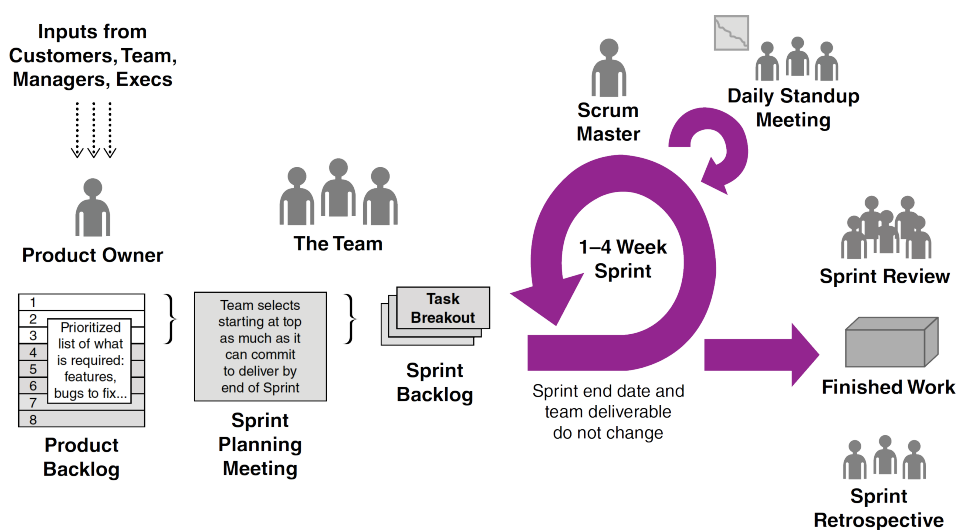 Inputs from
Customers, Team,
Managers, Execs
Product Owner
1
2
3
4
5
6
7
8
Prioritized
list of what
is required:
features,
bugs to fix...
Product
Backlog
The Team
Team selects
starting at top
as much as it
can commit
to deliver by
end of Sprint
Sprint
Planning
Meeting
Task
Breakout
Sprint
Backlog
Scrum
Master
Daily Standup
Meeting
1–4 Week
Sprint
Sprint end date and
team deliverable
do not change
Sprint Review
Finished Work
Sprint
Retrospective